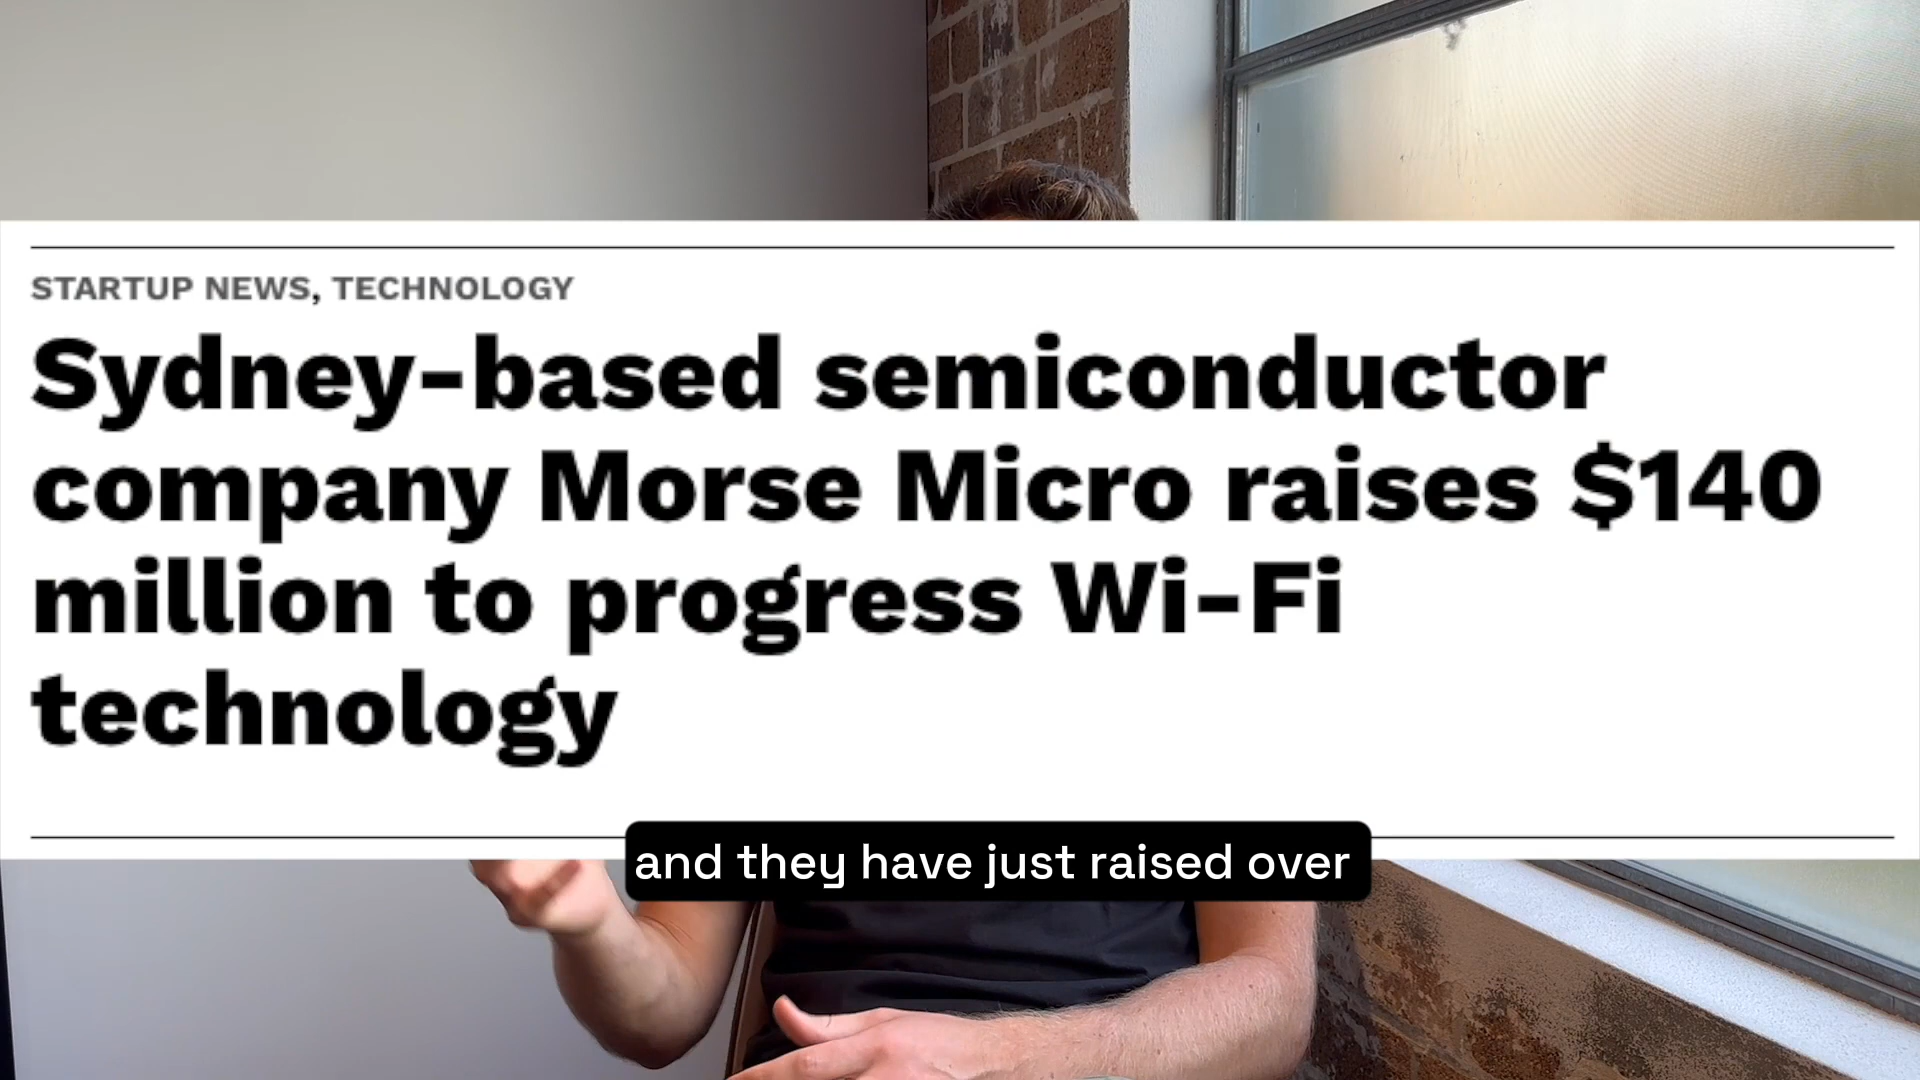 STARTUP NEWS, TECHNOLOGY
Sydney-based semiconductor
company Morse Micro raises $140
million to progress Wi-Fi
technology
and they have just raised over